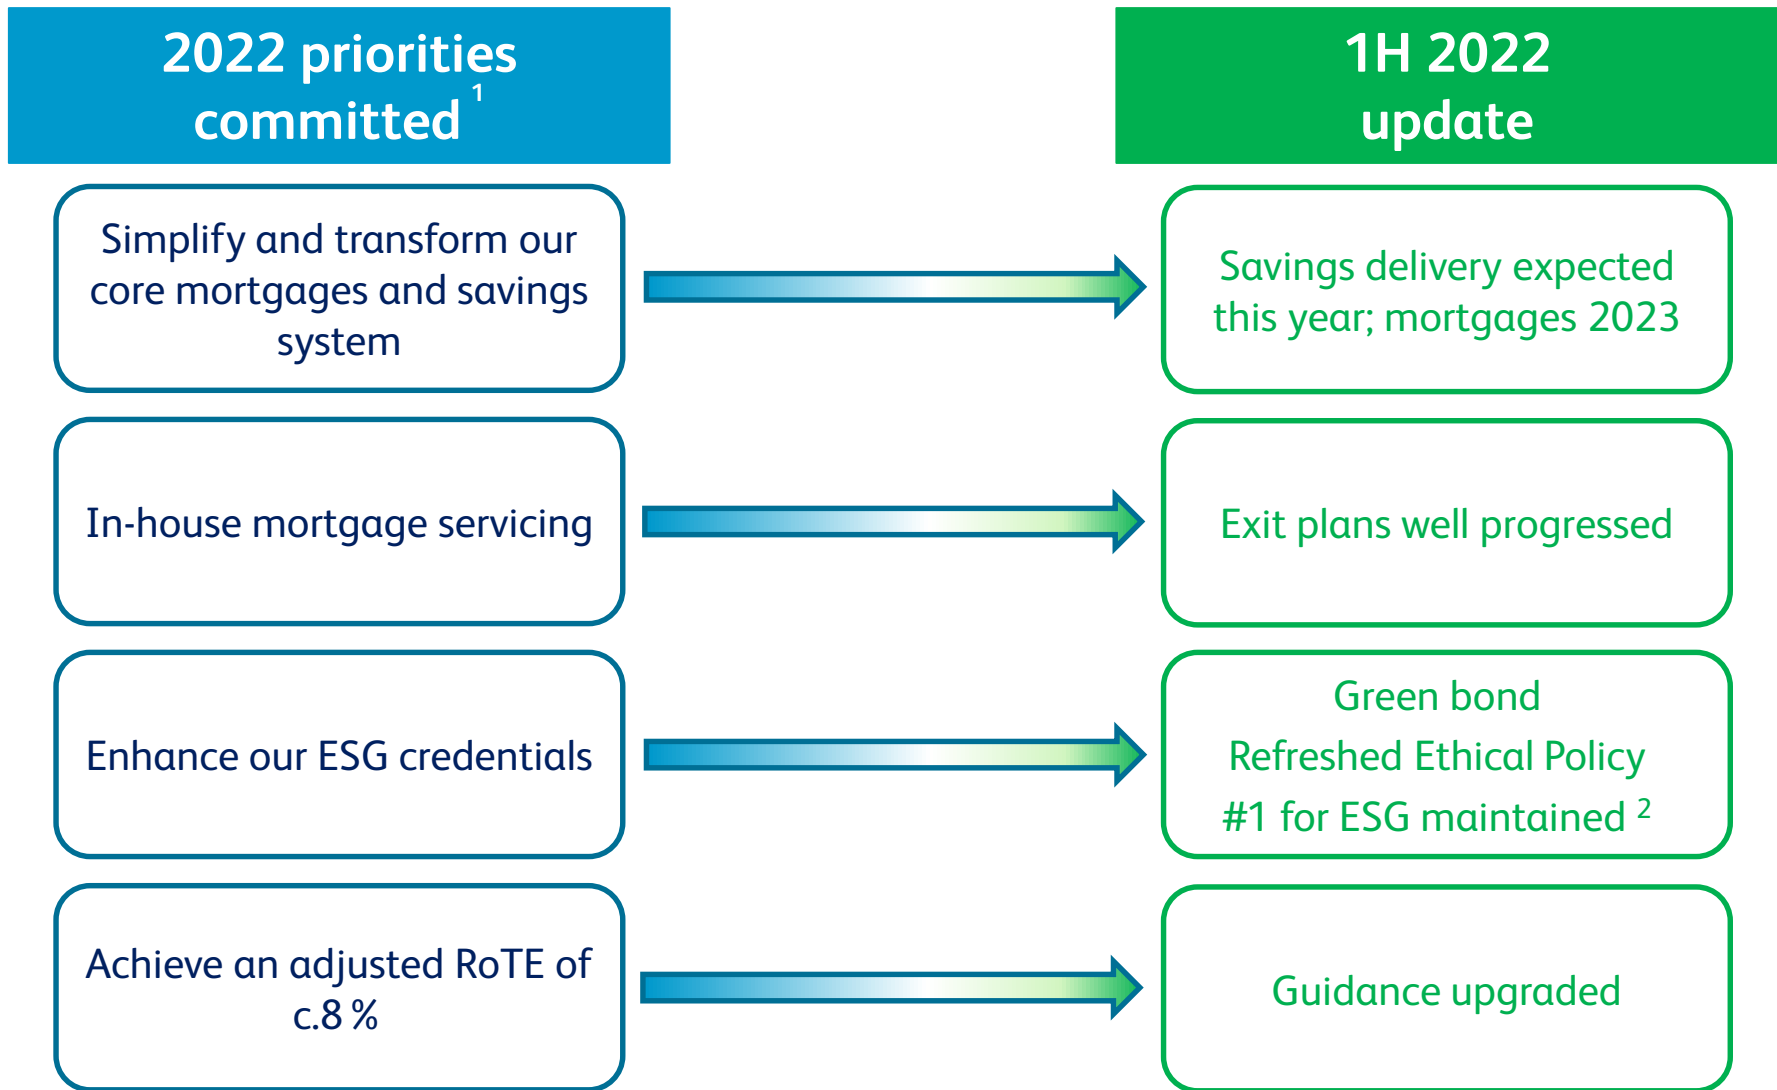 2022 priorities
committed 1
1H 2022
update
Simplify and transform our
core mortgages and savings
system
Savings delivery expected
this year; mortgages 2023
In-house mortgage servicing
Exit plans well progressed
Enhance our ESG credentials
Green bond
Refreshed Ethical Policy
#1 for ESG maintained 2
Achieve an adjusted RoTE of
c.8 %
Guidance upgraded